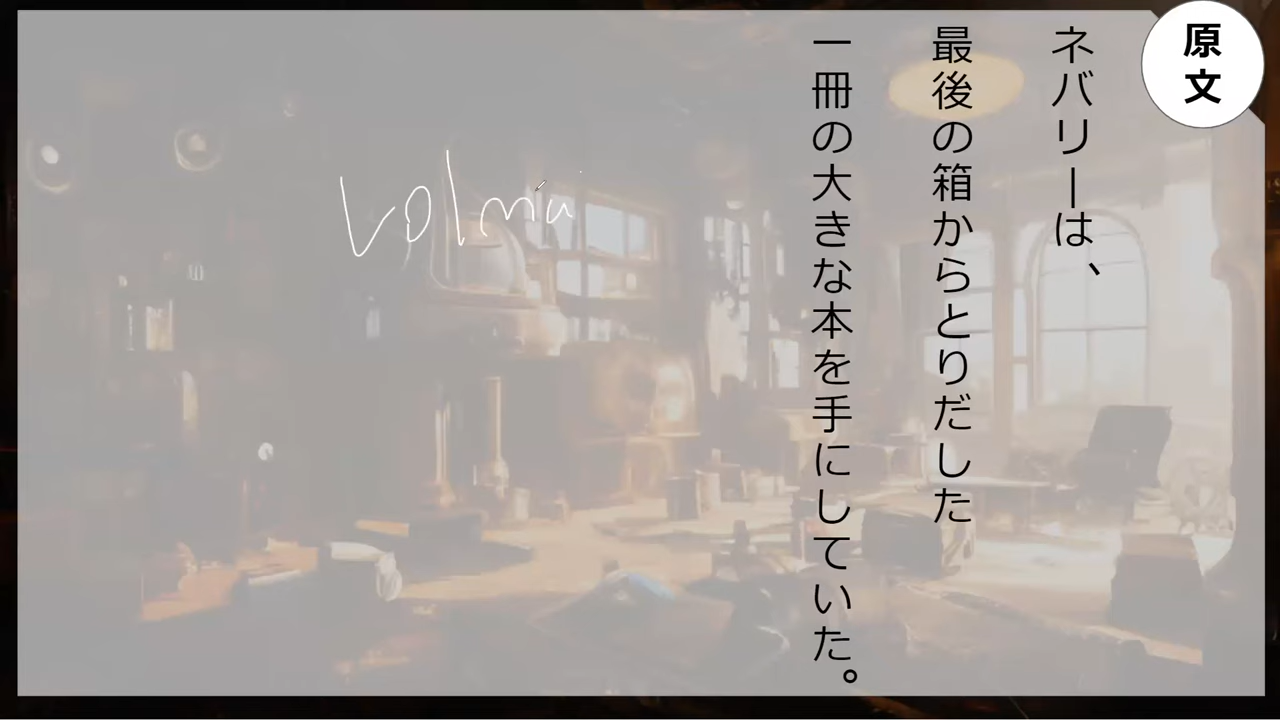 原文
ネバリーは、
最後の箱からとりだした
一冊の大きな本を手にしていた。